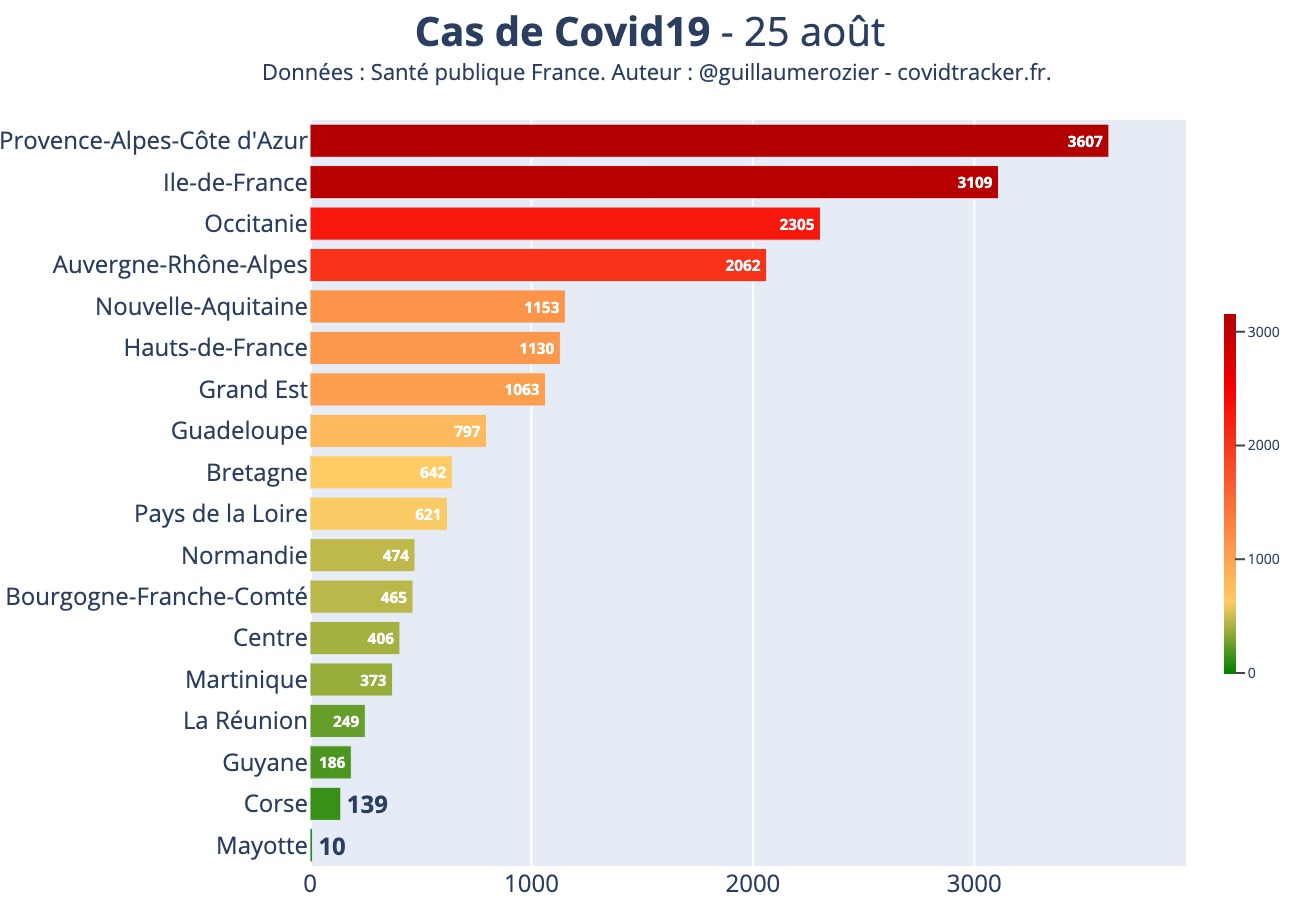 Cas de Covid19 - 25 août
Données : Santé publique France. Auteur : @guillaumerozier - covidtracker.fr.
Provence-Alpes-Côte d'Azur 3607
Ile-de-France 3109
Occitanie 2305
Auvergne-Rhône-Alpes 2062
Nouvelle-Aquitaine 1153
Hauts-de-France 1130
Grand Est 1063
Guadeloupe 797
Bretagne 642
Pays de la Loire 621
Normandie 474
Bourgogne-Franche-Comté 465
Centre 406
Martinique 373
La Réunion 249
Guyane 186
Corse 139
Mayotte 10
0 1000 2000 3000
3000
2000
1000
0